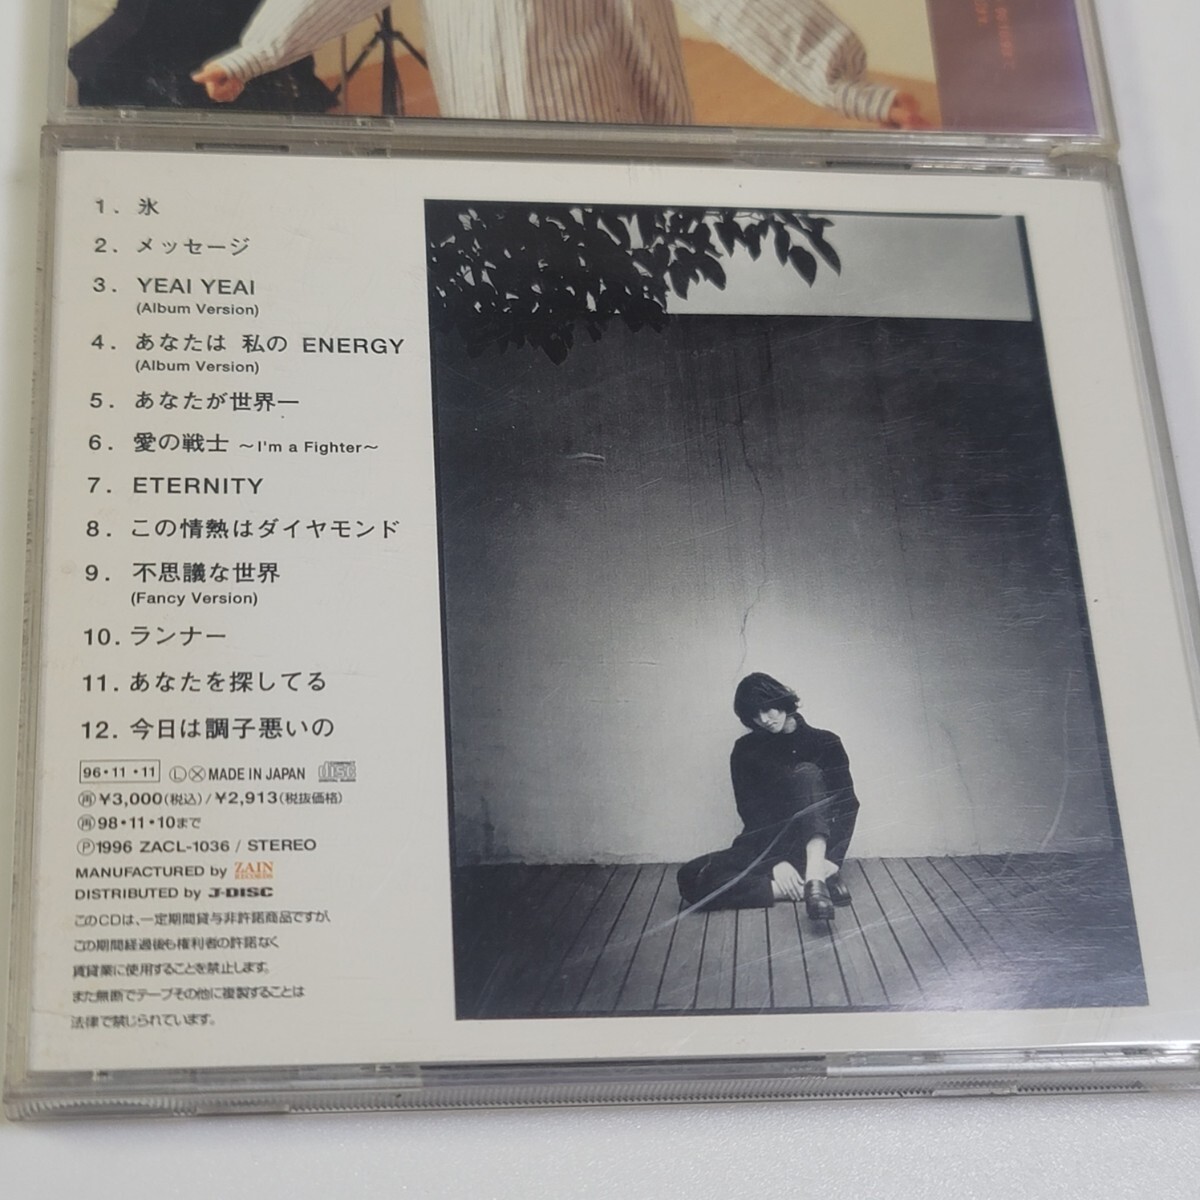 1. 氷
2. メッセージ
3. YEAI YEAI
(Album Version)
4. あなたは 私の ENERGY
(Album Version)
5. あなたが世界一
6. 愛の戦士 ～I'm a Fighter～
7. ETERNITY
8. この情熱はダイヤモンド
9. 不思議な世界
(Fancy Version)
10. ランナー
11. あなたを探してる
12. 今日は調子悪いの
96・11・11 Ⓛ Ⓧ MADE IN JAPAN COMPACT disc DIGITAL AUDIO
㋥¥3,000(税込)/¥2,913(税抜価格)
98・11・10まで
Ⓟ1996 ZACL-1036 / STEREO
MANUFACTURED by ZAIN RECORDS
DISTRIBUTED by J-DISC
このCDは、一定期間貸与非許諾商品ですが、
この期間経過後も権利者の許諾なく
賃貸業に使用することを禁止します。
また無断でテープその他に複製することは
法律で禁じられています。